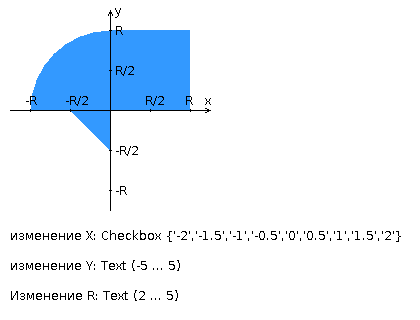 y
R
R/2
-R -R/2 R/2 R x
-R/2
-R
изменение X: Checkbox {'-2','-1.5','-1','-0.5','0','0.5','1','1.5','2'}
изменение Y: Text (-5 ... 5)
Изменение R: Text (2 ... 5)